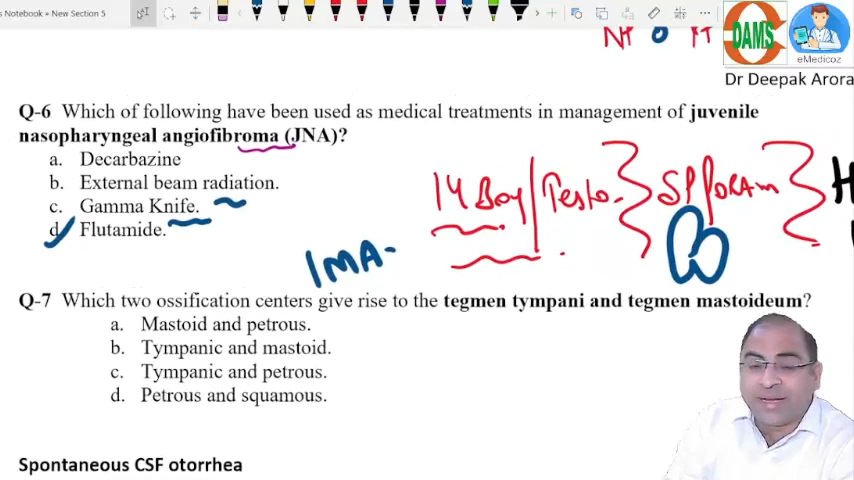 s Notebook » New Section 5
DAMS
eMedicoz
Dr Deepak Arora
Q-6 Which of following have been used as medical treatments in management of juvenile
nasopharyngeal angiofibroma (JNA)?
a. Decarbazine
b. External beam radiation.
c. Gamma Knife.
d. Flutamide.
14 Boy Testo.
IMA-
Q-7 Which two ossification centers give rise to the tegmen tympani and tegmen mastoideum?
a. Mastoid and petrous.
b. Tympanic and mastoid.
c. Tympanic and petrous.
d. Petrous and squamous.
Spontaneous CSF otorrhea